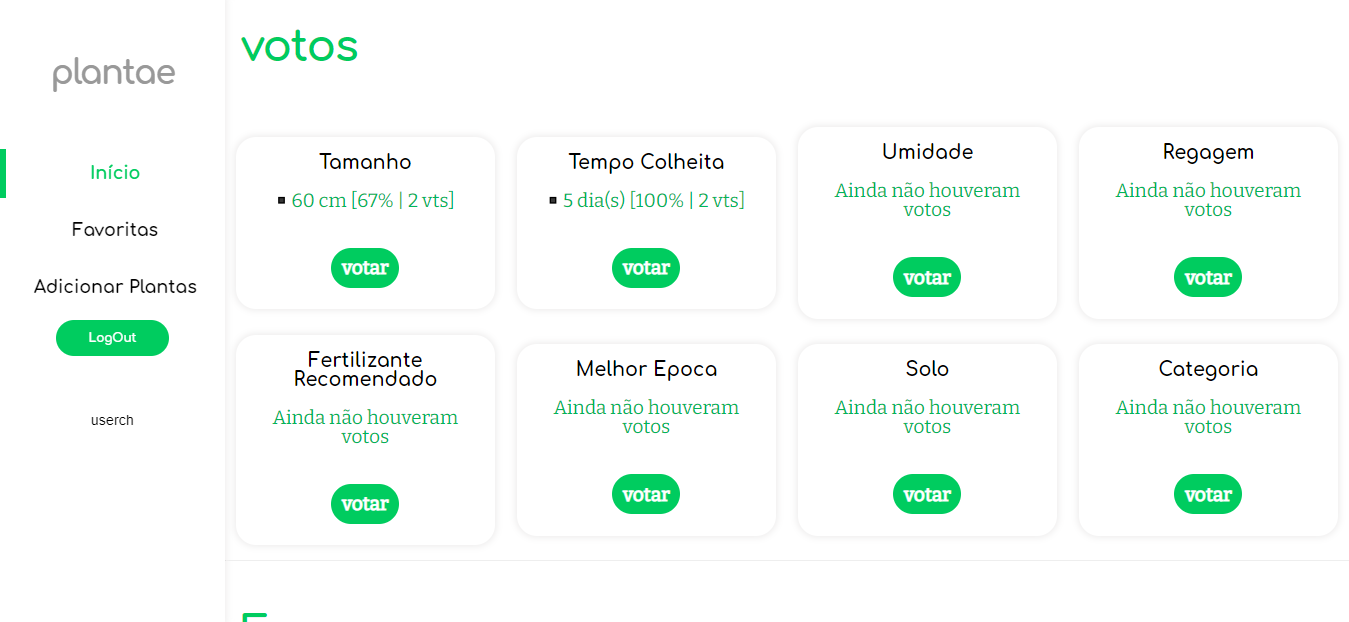 plantae
Início
Favoritas
Adicionar Plantas
LogOut
userch
votos
Tamanho
60 cm [67% | 2 vts]
votar
Tempo Colheita
5 dia(s) [100% | 2 vts]
votar
Umidade
Ainda não houveram
votos
votar
Regagem
Ainda não houveram
votos
votar
Fertilizante
Recomendado
Ainda não houveram
votos
votar
Melhor Epoca
Ainda não houveram
votos
votar
Solo
Ainda não houveram
votos
votar
Categoria
Ainda não houveram
votos
votar